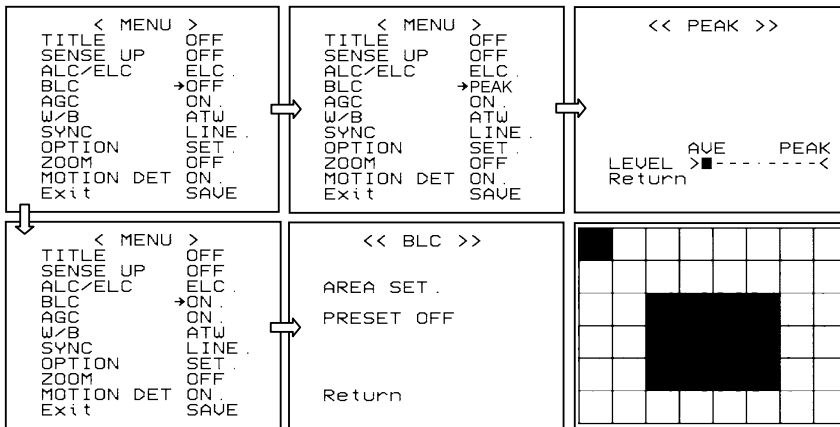 < MENU >
TITLE OFF
SENSE UP OFF
ALC/ELC ELC.
BLC →OFF
AGC ON.
W/B ATW
SYNC LINE.
OPTION SET.
ZOOM OFF
MOTION DET ON.
Exit SAVE
< MENU >
TITLE OFF
SENSE UP OFF
ALC/ELC ELC.
BLC →PEAK
AGC ON.
W/B ATW
SYNC LINE.
OPTION SET.
ZOOM OFF
MOTION DET ON.
Exit SAVE
<< PEAK >>
AVE PEAK
LEVEL >■----.----<
Return
< MENU >
TITLE OFF
SENSE UP OFF
ALC/ELC ELC.
BLC →ON.
AGC ON.
W/B ATW
SYNC LINE.
OPTION SET.
ZOOM OFF
MOTION DET ON.
Exit SAVE
<< BLC >>
AREA SET.
PRESET OFF
Return